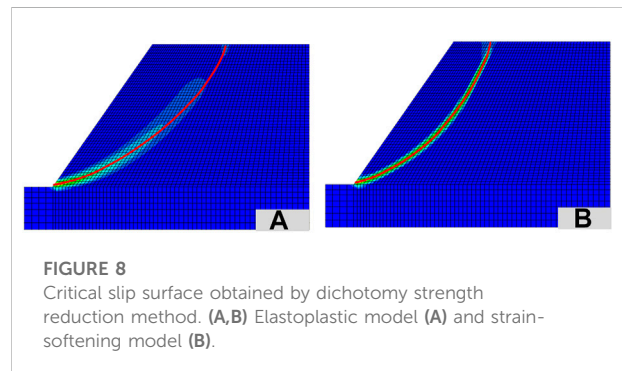 A
B
FIGURE 8
Critical slip surface obtained by dichotomy strength
reduction method. (A,B) Elastoplastic model (A) and strain-
softening model (B).